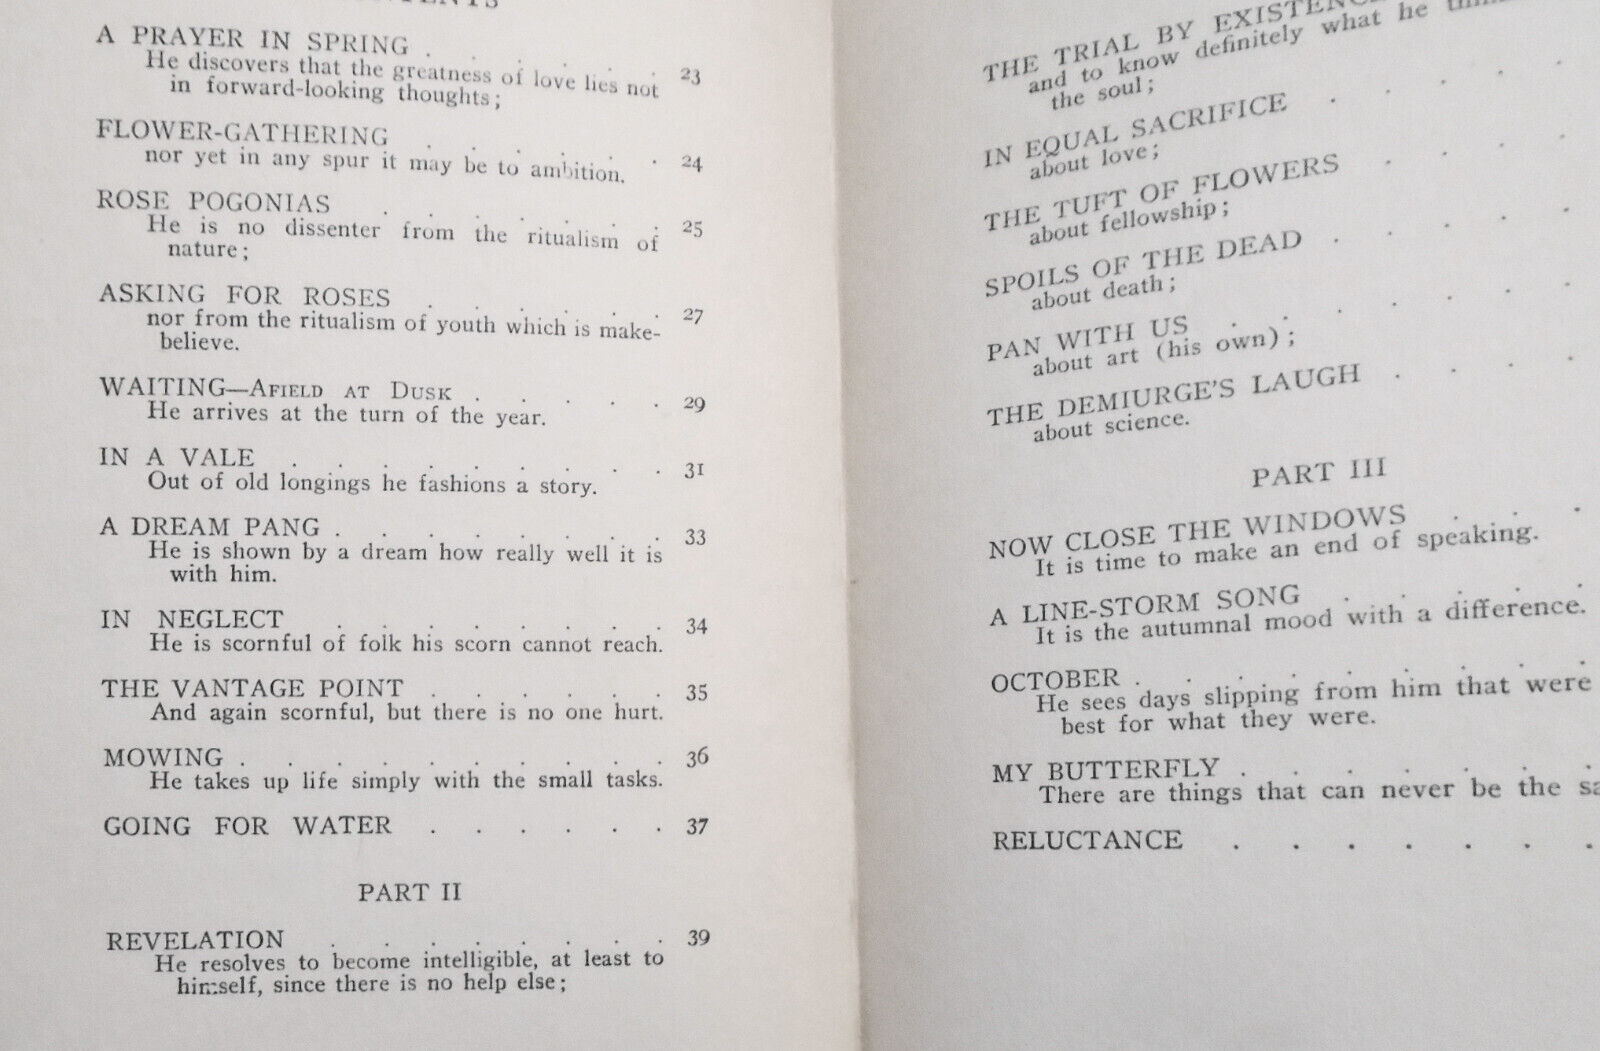 A PRAYER IN SPRING . . . . . . 23
He discovers that the greatness of love lies not
in forward-looking thoughts;
FLOWER-GATHERING . . . . . . 24
nor yet in any spur it may be to ambition.
ROSE POGONIAS . . . . . . . 25
He is no dissenter from the ritualism of
nature;
ASKING FOR ROSES . . . . . . 27
nor from the ritualism of youth which is make-
believe.
WAITING—AFIELD AT DUSK . . . . . 29
He arrives at the turn of the year.
IN A VALE . . . . . . . . . 31
Out of old longings he fashions a story.
A DREAM PANG . . . . . . . . 33
He is shown by a dream how really well it is
with him.
IN NEGLECT . . . . . . . . 34
He is scornful of folk his scorn cannot reach.
THE VANTAGE POINT . . . . . . 35
And again scornful, but there is no one hurt.
MOWING . . . . . . . . . . 36
He takes up life simply with the small tasks.
GOING FOR WATER . . . . . . 37
PART II
REVELATION . . . . . . . . 39
He resolves to become intelligible, at least to
himself, since there is no help else;
THE TRIAL BY
and to know definitely what he
the soul;
IN EQUAL SACRIFICE . . . . .
about love;
THE TUFT OF FLOWERS . . . .
about fellowship;
SPOILS OF THE DEAD . . . . .
about death;
PAN WITH US . . . . . . .
about art (his own);
THE DEMIURGE'S LAUGH . . . .
about science.
PART III
NOW CLOSE THE WINDOWS . . .
It is time to make an end of speaking.
A LINE-STORM SONG . . . . .
It is the autumnal mood with a difference.
OCTOBER . . . . . . . . .
He sees days slipping from him that were
best for what they were.
MY BUTTERFLY . . . . . . .
There are things that can never be the
RELUCTANCE . . . . . . .